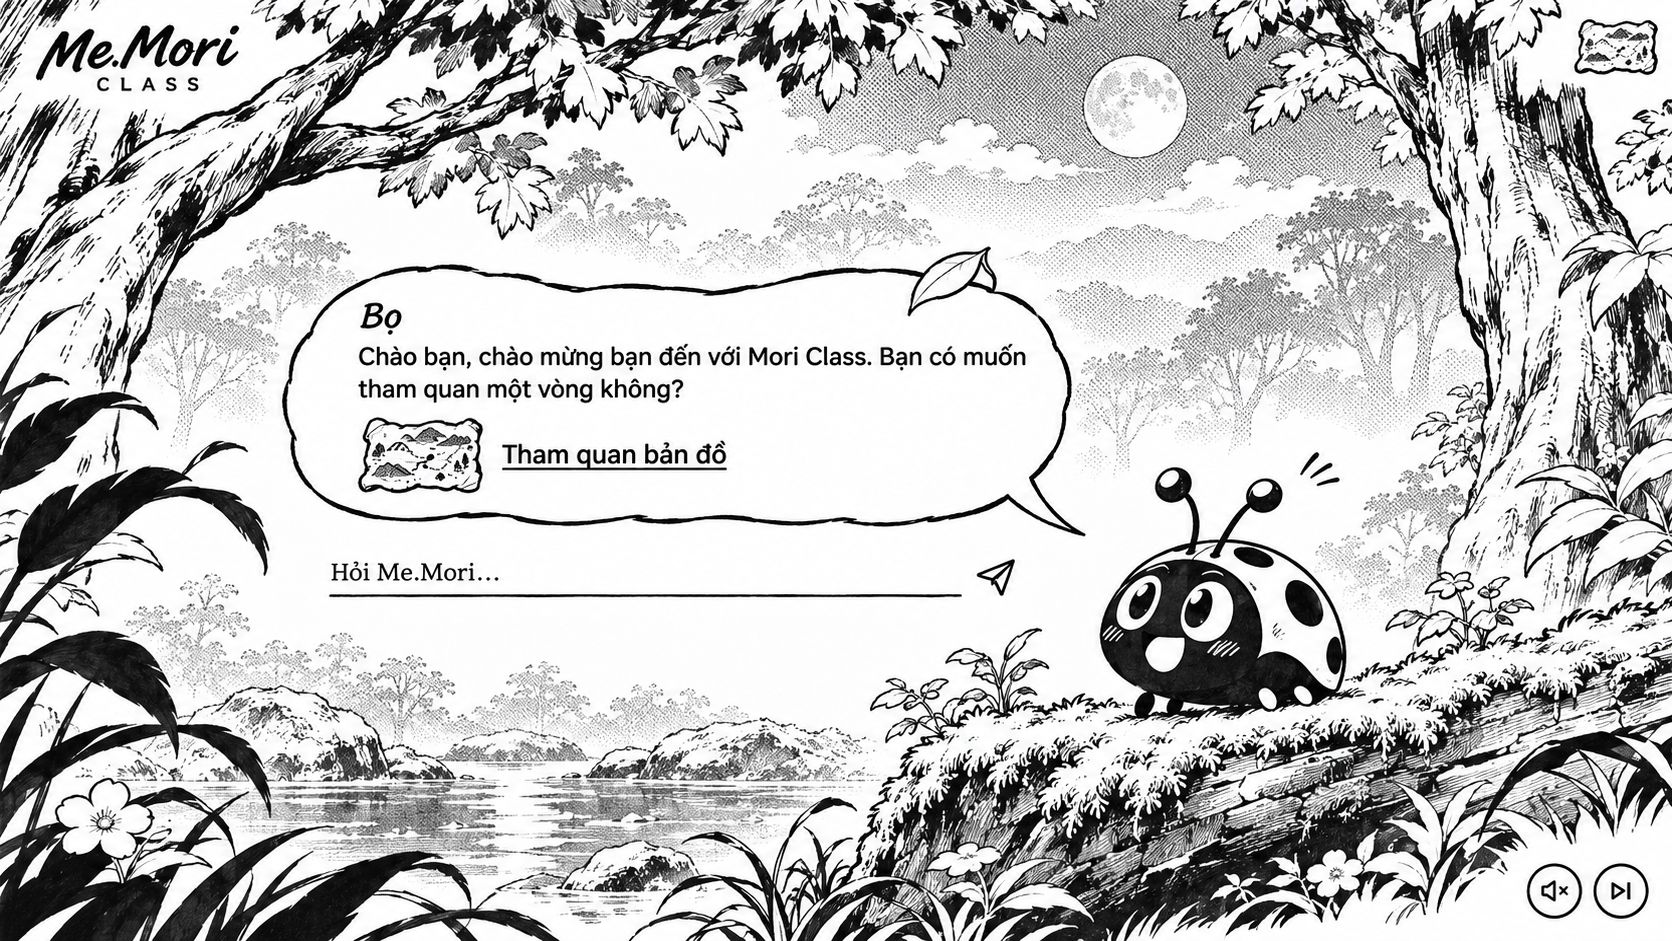 Me.Mori
CLASS
Bọ
Chào bạn, chào mừng bạn đến với Mori Class. Bạn có muốn
tham quan một vòng không?
Tham quan bản đồ
Hỏi Me.Mori...